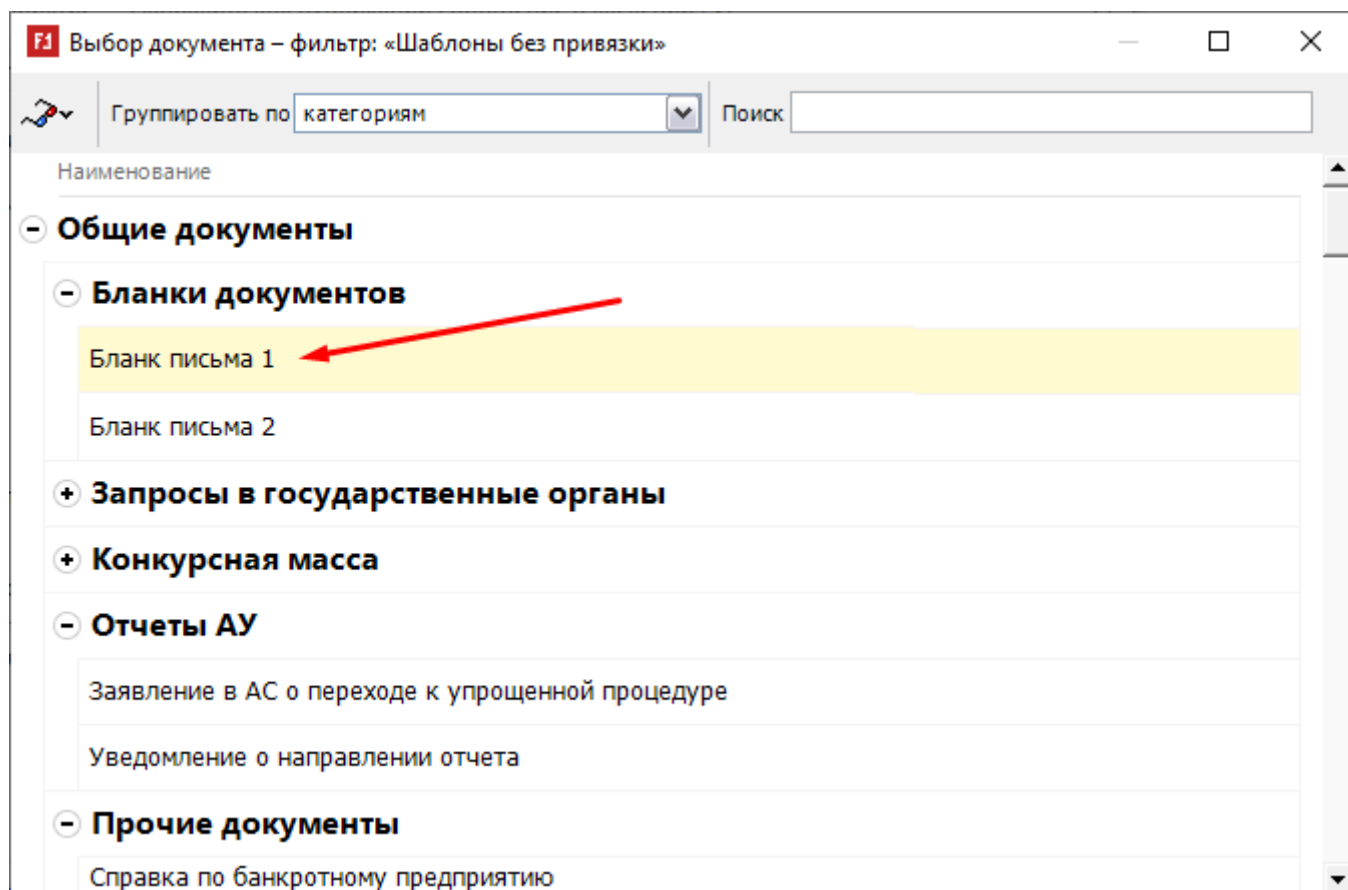 F1 Выбор документа – фильтр: «Шаблоны без привязки»
Группировать по категориям Поиск
Наименование
Общие документы
Бланки документов
Бланк письма 1
Бланк письма 2
Запросы в государственные органы
Конкурсная масса
Отчеты АУ
Заявление в АС о переходе к упрощенной процедуре
Уведомление о направлении отчета
Прочие документы
Справка по банкротному предприятию